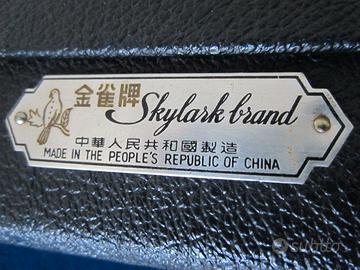 金雀牌 Skylark brand
中華人民共和國製造
MADE IN THE PEOPLE'S REPUBLIC OF CHINA
subito